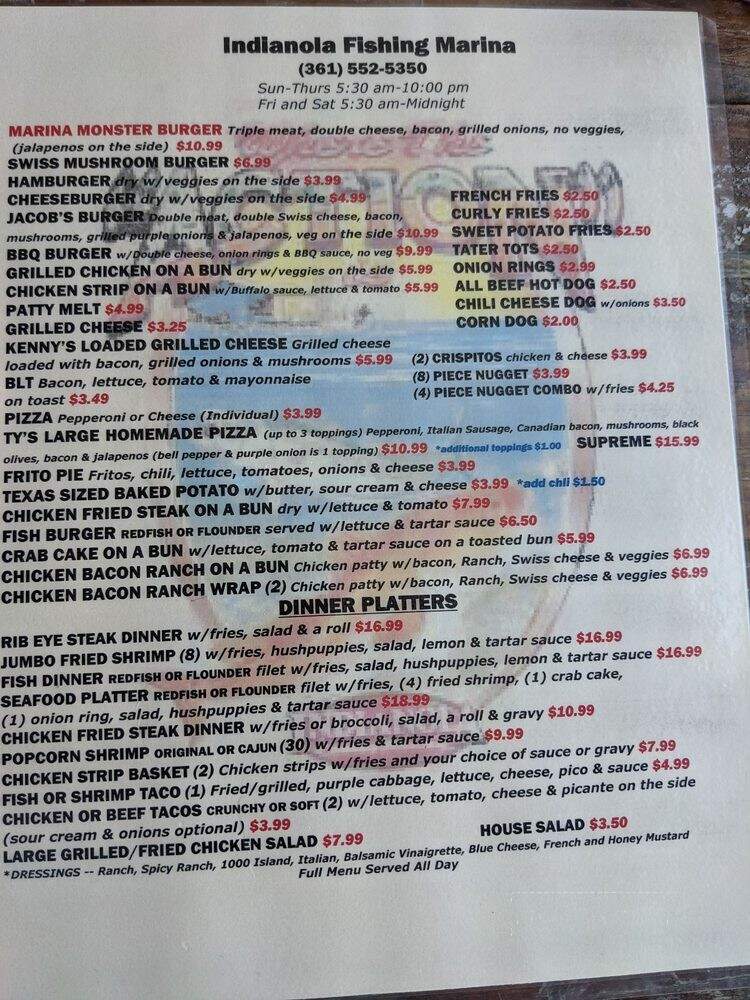 Indianola Fishing Marina
(361) 552-5350
Sun-Thurs 5:30 am-10:00 pm
Fri and Sat 5:30 am-Midnight
MARINA MONSTER BURGER Triple meat, double cheese, bacon, grilled onions, no veggies,
(jalapenos on the side) $10.99
SWISS MUSHROOM BURGER $6.99
HAMBURGER dry w/veggies on the side $3.99
CHEESEBURGER dry w/veggies on the side $4.99
JACOB'S BURGER Double meat, double Swiss cheese, bacon,
mushrooms, grilled purple onions & jalapenos, veg on the side $10.99
BBQ BURGER w/Double cheese, onion rings & BBQ sauce, no veg $9.99
GRILLED CHICKEN ON A BUN dry w/veggies on the side $5.99
CHICKEN STRIP ON A BUN w/Buffalo sauce, lettuce & tomato $5.99
PATTY MELT $4.99
GRILLED CHEESE $3.25
KENNY'S LOADED GRILLED CHEESE Grilled cheese
loaded with bacon, grilled onions & mushrooms $5.99
BLT Bacon, lettuce, tomato & mayonnaise
on toast $3.49
FRENCH FRIES $2.50
CURLY FRIES $2.50
SWEET POTATO FRIES $2.50
TATER TOTS $2.50
ONION RINGS $2.99
ALL BEEF HOT DOG $2.50
CHILI CHEESE DOG w/onions $3.50
CORN DOG $2.00
(2) CRISPITOS chicken & cheese $3.99
(8) PIECE NUGGET $3.99
(4) PIECE NUGGET COMBO w/fries $4.25
PIZZA Pepperoni or Cheese (Individual) $3.99
TY'S LARGE HOMEMADE PIZZA (up to 3 toppings) Pepperoni, Italian Sausage, Canadian bacon, mushrooms, black
olives, bacon & jalapenos (bell pepper & purple onion is 1 topping) $10.99 *additional toppings $1.00 SUPREME $15.99
FRITO PIE Fritos, chili, lettuce, tomatoes, onions & cheese $3.99
TEXAS SIZED BAKED POTATO w/butter, sour cream & cheese $3.99 *add chli $1.50
CHICKEN FRIED STEAK ON A BUN dry w/lettuce & tomato $7.99
FISH BURGER REDFISH OR FLOUNDER served w/lettuce & tartar sauce $6.50
CRAB CAKE ON A BUN w/lettuce, tomato & tartar sauce on a toasted bun $5.99
CHICKEN BACON RANCH ON A BUN Chicken patty w/bacon, Ranch, Swiss cheese & veggies $6.99
CHICKEN BACON RANCH WRAP (2) Chicken patty w/bacon, Ranch, Swiss cheese & veggies $6.99
DINNER PLATTERS
RIB EYE STEAK DINNER w/fries, salad & a roll $16.99
JUMBO FRIED SHRIMP (8) w/fries, hushpuppies, salad, lemon & tartar sauce $16.99
FISH DINNER REDFISH OR FLOUNDER filet w/fries, salad, hushpuppies, lemon & tartar sauce $16.99
SEAFOOD PLATTER REDFISH OR FLOUNDER filet w/fries, (4) fried shrimp, (1) crab cake,
(1) onion ring, salad, hushpuppies & tartar sauce $18.99
CHICKEN FRIED STEAK DINNER w/fries or broccoli, salad, a roll & gravy $10.99
POPCORN SHRIMP ORIGINAL OR CAJUN (30) w/fries & tartar sauce $9.99
CHICKEN STRIP BASKET (2) Chicken strips w/fries and your choice of sauce or gravy $7.99
FISH OR SHRIMP TACO (1) Fried/grilled, purple cabbage, lettuce, cheese, pico & sauce $4.99
CHICKEN OR BEEF TACOS CRUNCHY OR SOFT (2) w/lettuce, tomato, cheese & picante on the side
(sour cream & onions optional) $3.99
LARGE GRILLED/FRIED CHICKEN SALAD $7.99 HOUSE SALAD $3.50
*DRESSINGS -- Ranch, Spicy Ranch, 1000 Island, Italian, Balsamic Vinaigrette, Blue Cheese, French and Honey Mustard
Full Menu Served All Day